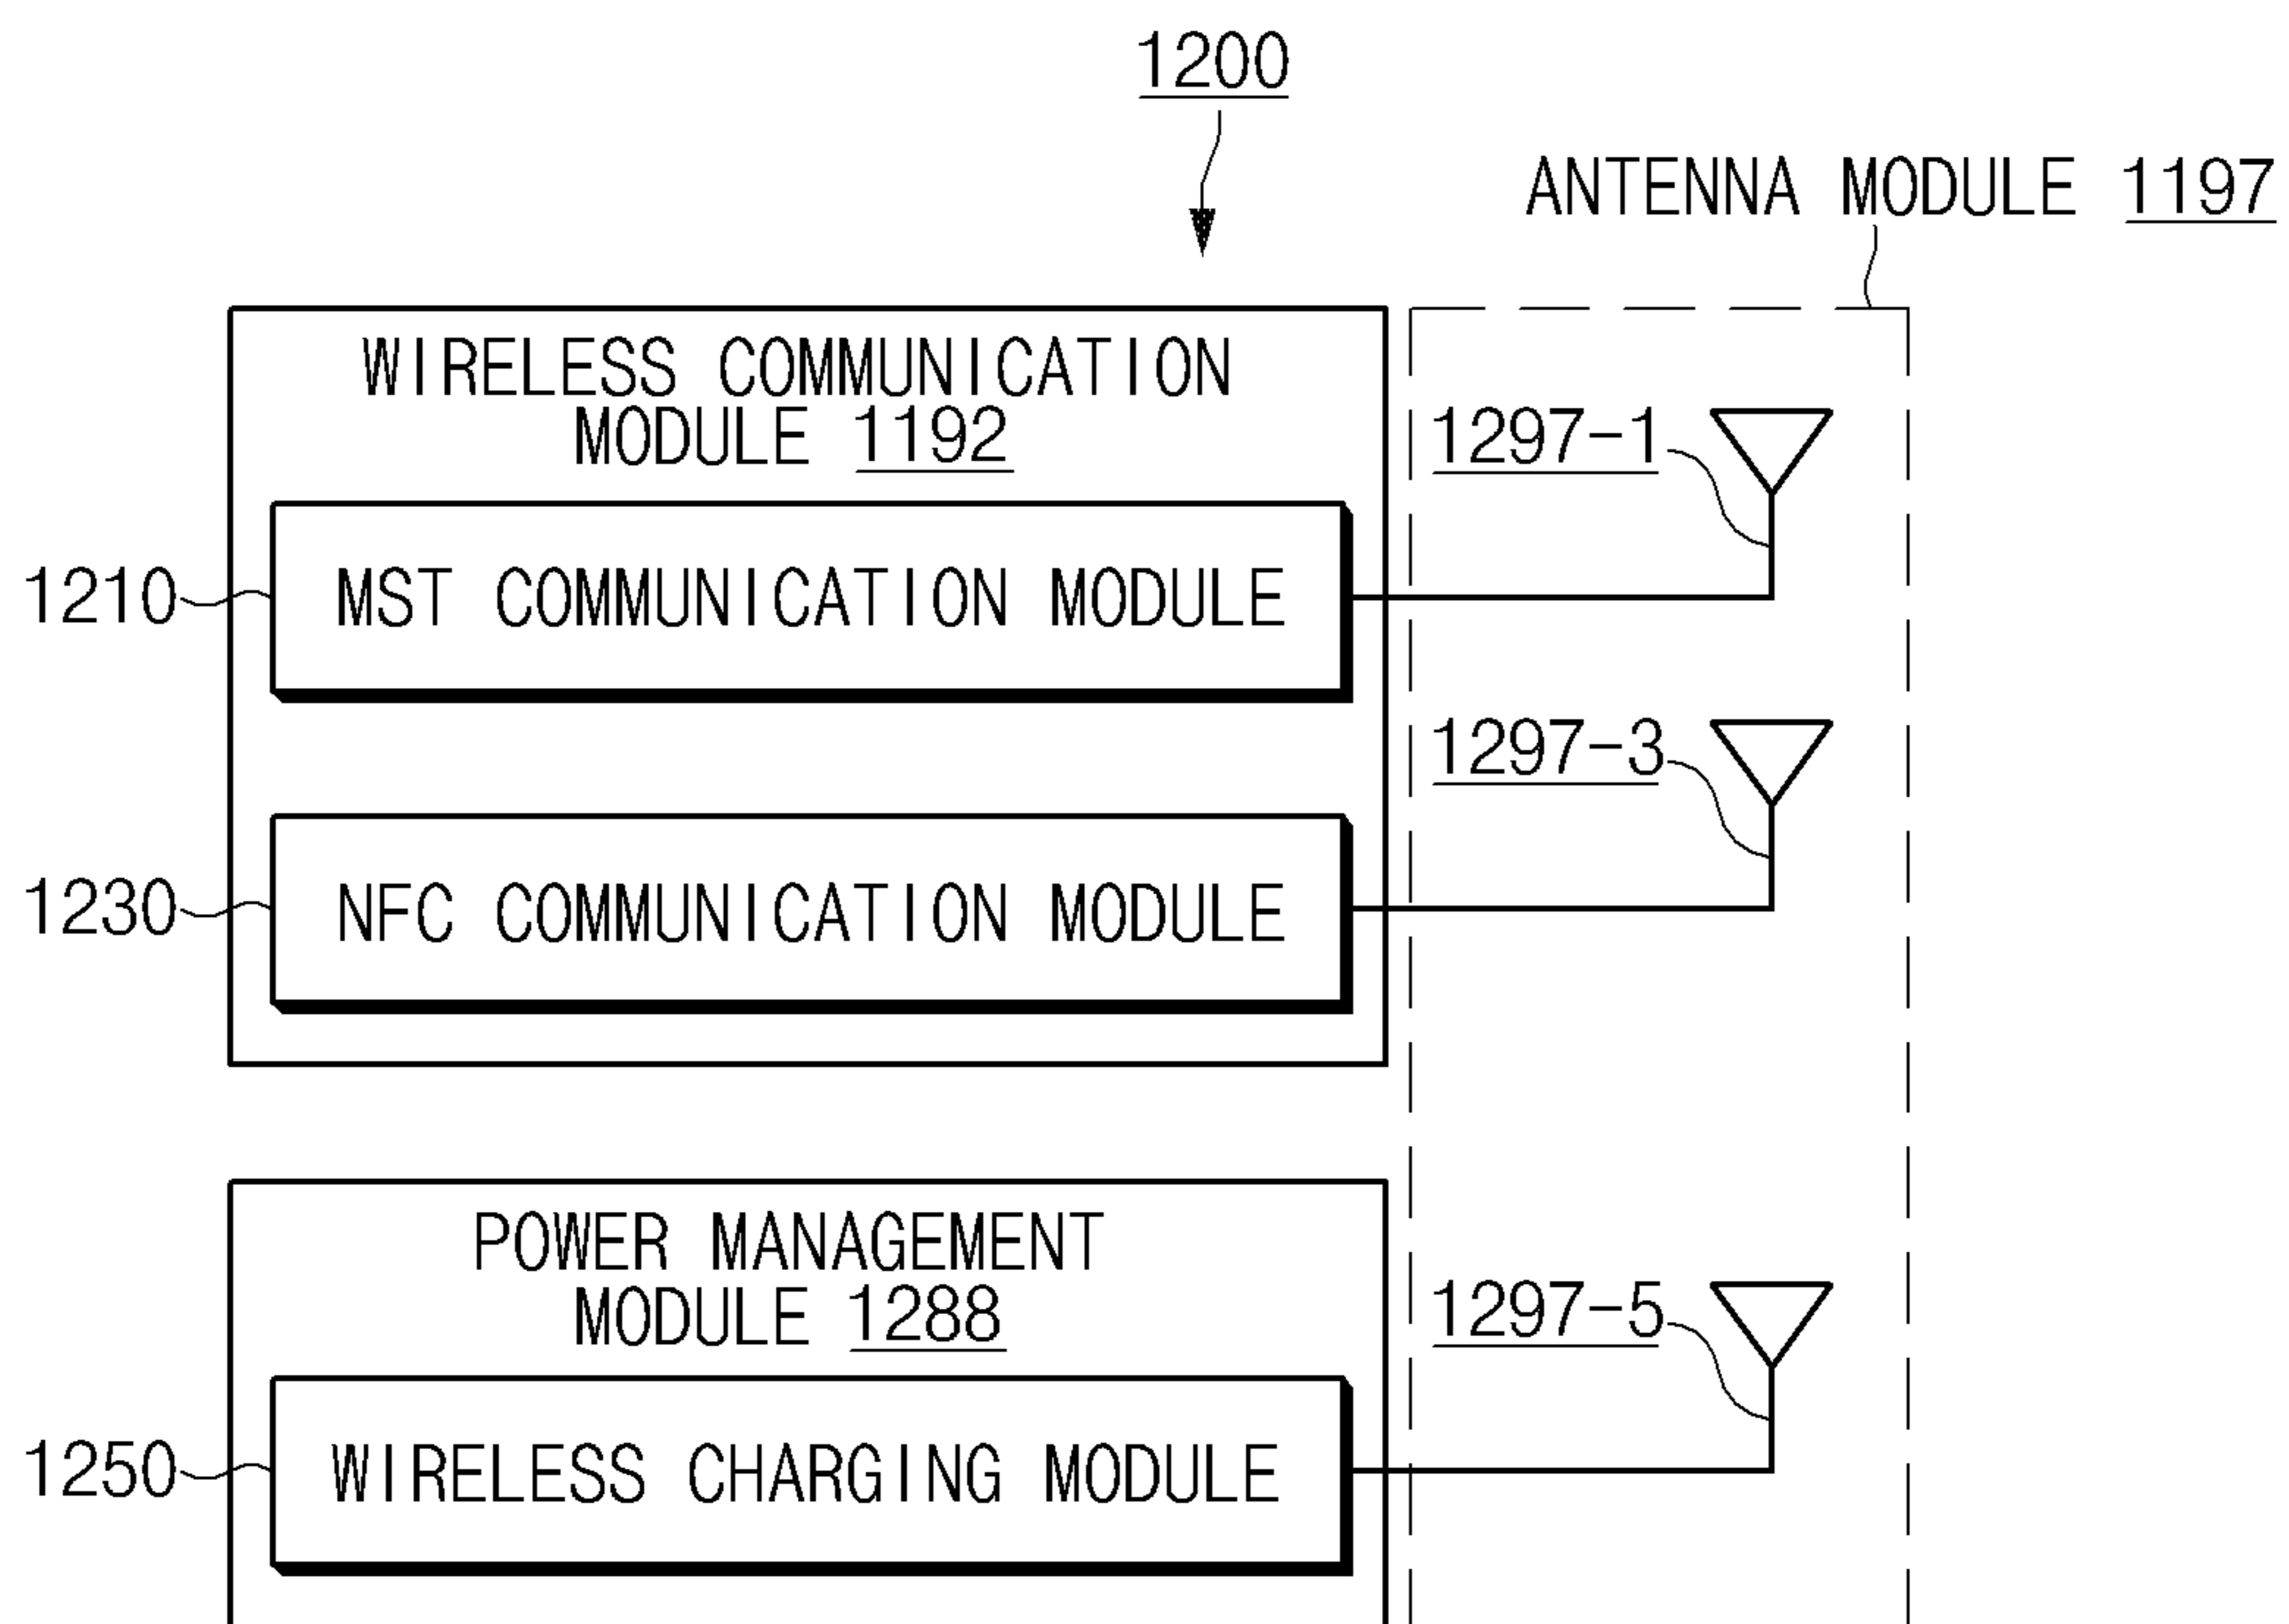 1200
ANTENNA MODULE 1197
WIRELESS COMMUNICATION
MODULE 1192
1297-1
1210
MST COMMUNICATION MODULE
1297-3
1230
NFC COMMUNICATION MODULE
POWER MANAGEMENT
MODULE 1288
1297-5
1250
WIRELESS CHARGING MODULE